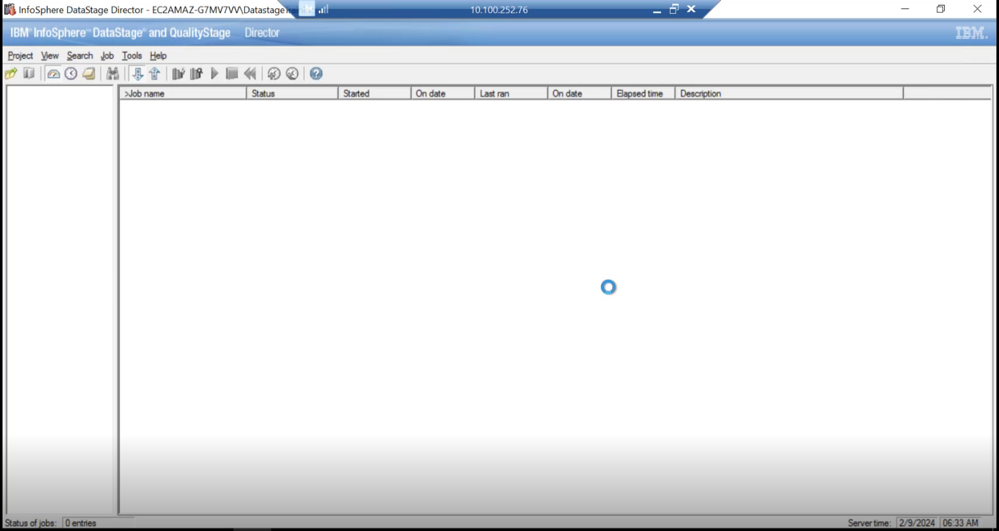 InfoSphere DataStage Director - EC2AMAZ-G7MV7VV\Datastage
10.100.252.76
IBM® InfoSphere™ DataStage® and QualityStage Director
IBM.
Project View Search Job Tools Help
>Job name Status Started On date Last ran On date Elapsed time Description
Status of jobs: 0 entries
Server time: 2/9/2024 06:33 AM